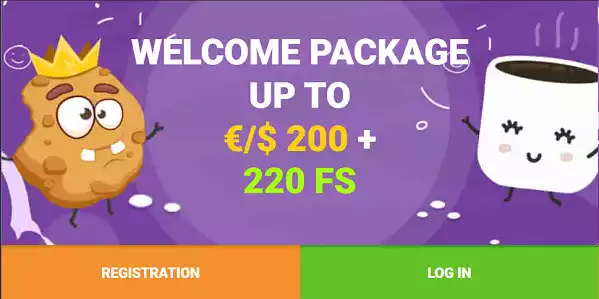 WELCOME PACKAGE
UP TO
€/$ 200 +
220 FS
REGISTRATION
LOG IN